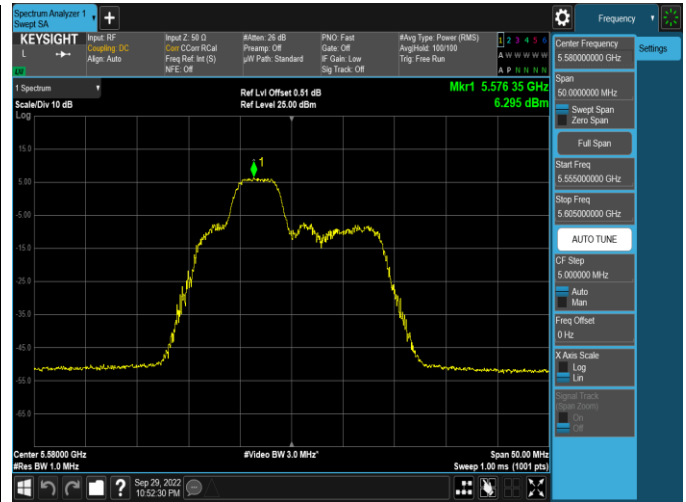 Spectrum Analyzer 1
Swept SA
Frequency
KEYSIGHT
L
LV
Input: RF
Coupling: DC
Align: Auto
Input Z: 50 Ω
Corr CCorr RCal
Freq Ref: Int (S)
NFE: Off
#Atten: 26 dB
Preamp: Off
µW Path: Standard
PNO: Fast
Gate: Off
IF Gain: Low
Sig Track: Off
#Avg Type: Power (RMS)
Avg|Hold: 100/100
Trig: Free Run
1 2 3 4 5 6
A W W W W W
A P N N N N
Center Frequency
5.580000000 GHz
Settings
Span
50.0000000 MHz
Swept Span
Zero Span
Full Span
Start Freq
5.555000000 GHz
Stop Freq
5.605000000 GHz
AUTO TUNE
CF Step
5.000000 MHz
Auto
Man
Freq Offset
0 Hz
X Axis Scale
Log
Lin
Signal Track
(Span Zoom)
On
Off
1 Spectrum
Scale/Div 10 dB
Log
Ref Lvl Offset 0.51 dB
Ref Level 25.00 dBm
Mkr1 5.576 35 GHz
6.295 dBm
1
15.0
5.00
-5.00
-15.0
-25.0
-35.0
-45.0
-55.0
-65.0
Center 5.58000 GHz
#Res BW 1.0 MHz
#Video BW 3.0 MHz*
Span 50.00 MHz
Sweep 1.00 ms (1001 pts)
?
Sep 29, 2022
10:52:30 PM